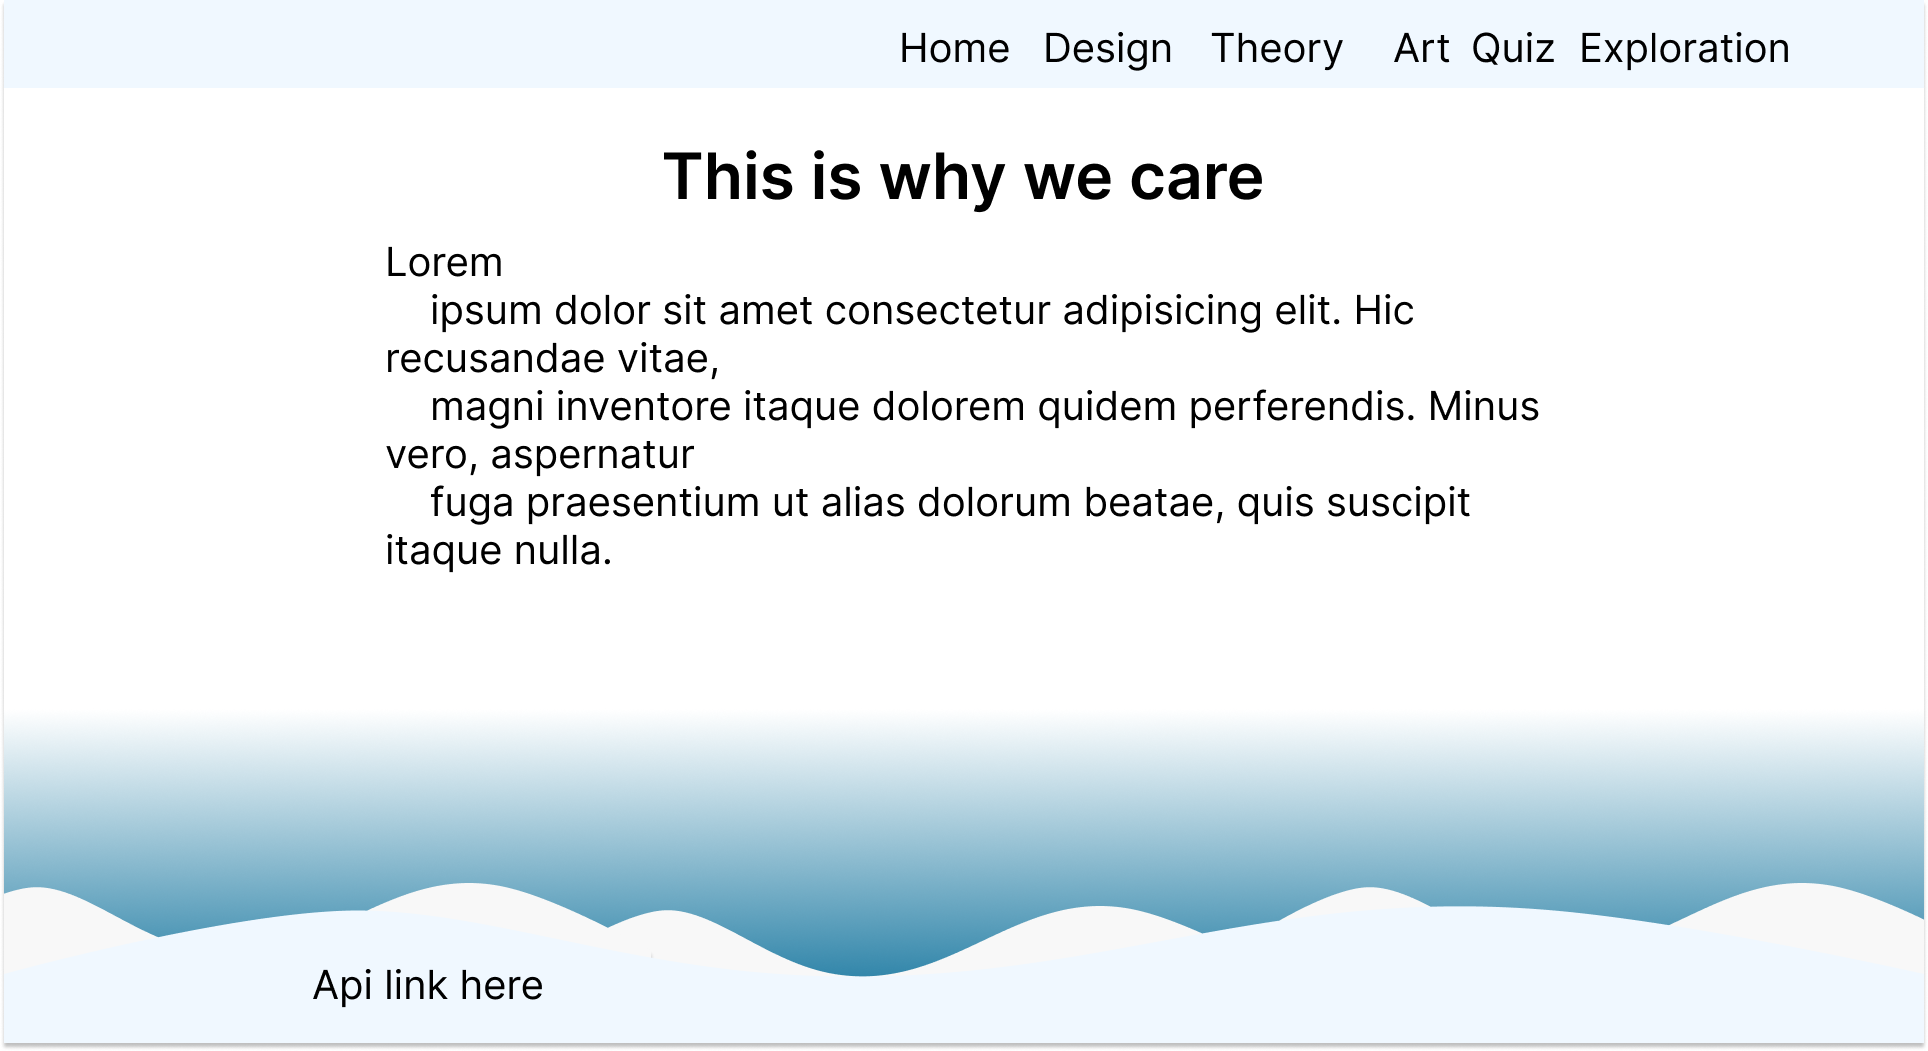 Home Design Theory Art Quiz Exploration
This is why we care
Lorem
ipsum dolor sit amet consectetur adipisicing elit. Hic
recusandae vitae,
magni inventore itaque dolorem quidem perferendis. Minus
vero, aspernatur
fuga praesentium ut alias dolorum beatae, quis suscipit
itaque nulla.
Api link here